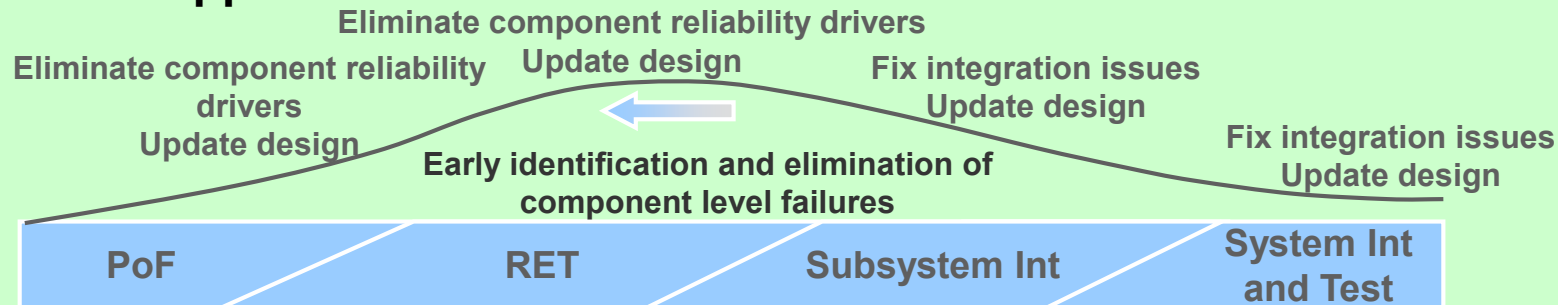 Eliminate component reliability drivers
Update design
Eliminate component reliability
drivers
Update design
Fix integration issues
Update design
Fix integration issues
Update design
Early identification and elimination of
component level failures
PoF
RET
Subsystem Int
System Int
and Test